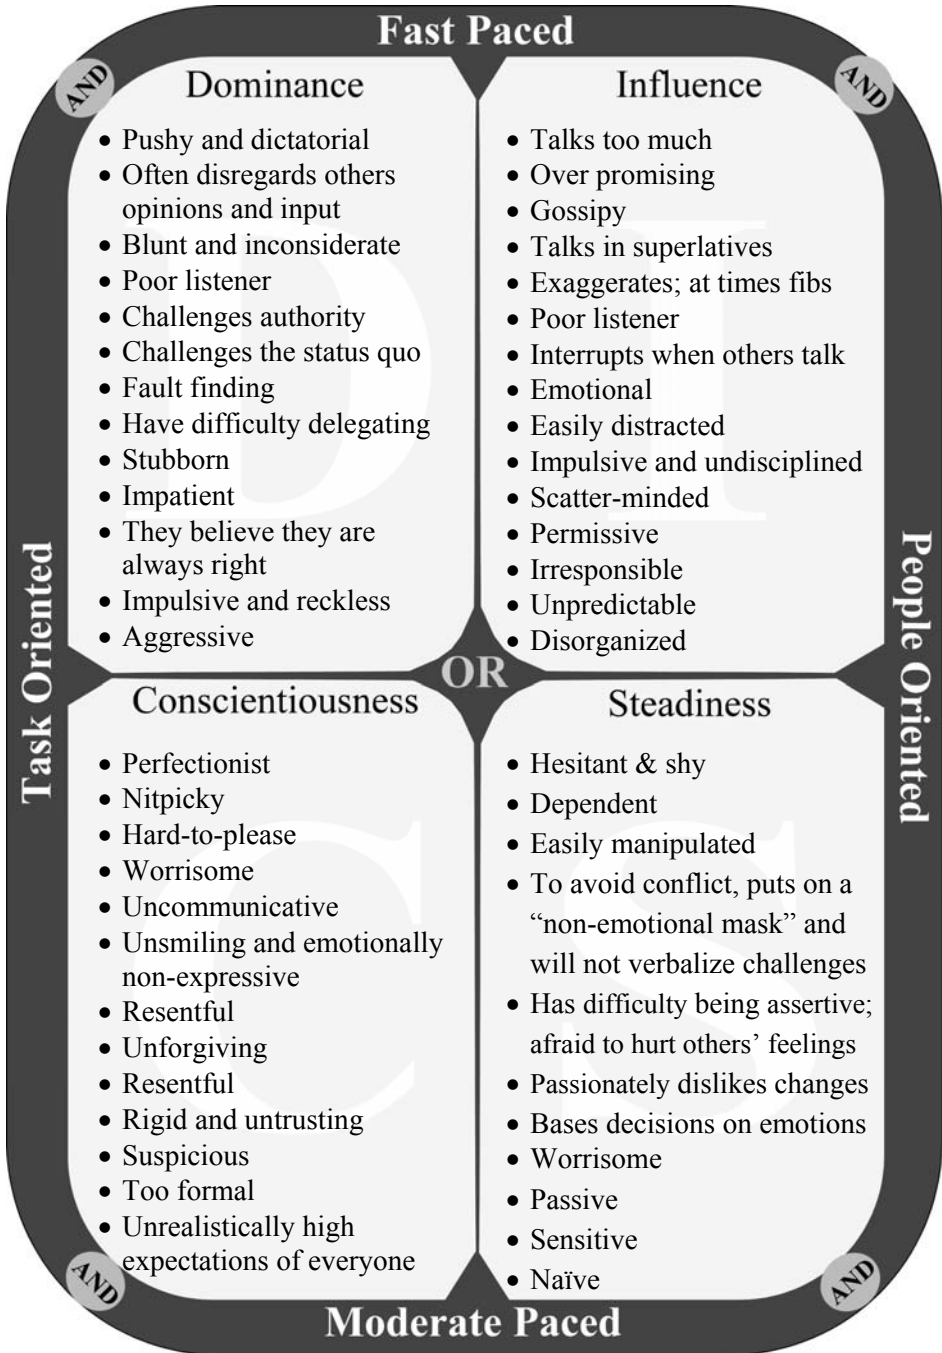 Fast Paced
AND
AND
Dominance
• Pushy and dictatorial
• Often disregards others
opinions and input
• Blunt and inconsiderate
• Poor listener
• Challenges authority
• Challenges the status quo
• Fault finding
• Have difficulty delegating
• Stubborn
• Impatient
• They believe they are
always right
• Impulsive and reckless
• Aggressive
D
Influence
• Talks too much
• Over promising
• Gossipy
• Talks in superlatives
• Exaggerates; at times fibs
• Poor listener
• Interrupts when others talk
• Emotional
• Easily distracted
• Impulsive and undisciplined
• Scatter-minded
• Permissive
• Irresponsible
• Unpredictable
• Disorganized
I
Task Oriented
OR
People Oriented
Conscientiousness
• Perfectionist
• Nitpicky
• Hard-to-please
• Worrisome
• Uncommunicative
• Unsmiling and emotionally
non-expressive
• Resentful
• Unforgiving
• Resentful
• Rigid and untrusting
• Suspicious
• Too formal
• Unrealistically high
expectations of everyone
C
Steadiness
• Hesitant & shy
• Dependent
• Easily manipulated
• To avoid conflict, puts on a
“non-emotional mask” and
will not verbalize challenges
• Has difficulty being assertive;
afraid to hurt others’ feelings
• Passionately dislikes changes
• Bases decisions on emotions
• Worrisome
• Passive
• Sensitive
• Naïve
S
AND
AND
Moderate Paced